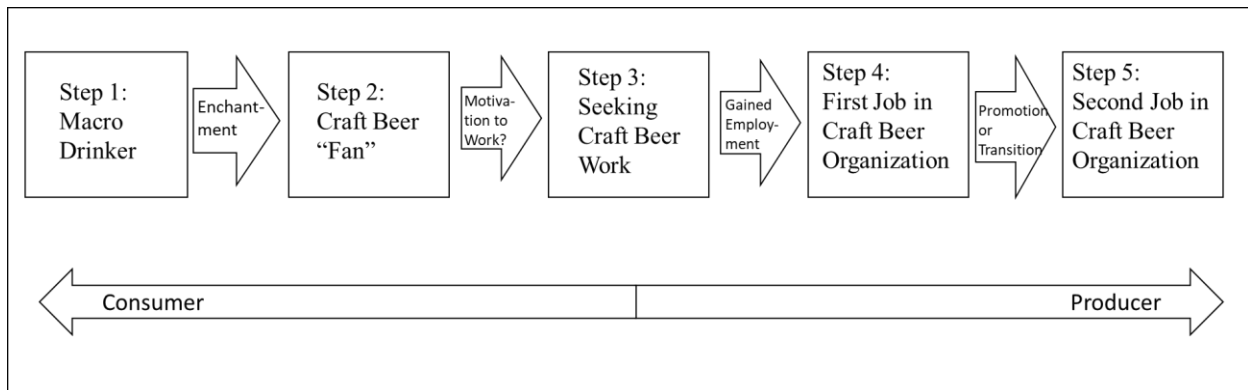 Step 1:
Macro
Drinker
Enchant-
ment
Step 2:
Craft Beer
“Fan”
Motiva-
tion to
Work?
Step 3:
Seeking
Craft Beer
Work
Gained
Employ-
ment
Step 4:
First Job in
Craft Beer
Organization
Promotion
or
Transition
Step 5:
Second Job in
Craft Beer
Organization
Consumer
Producer